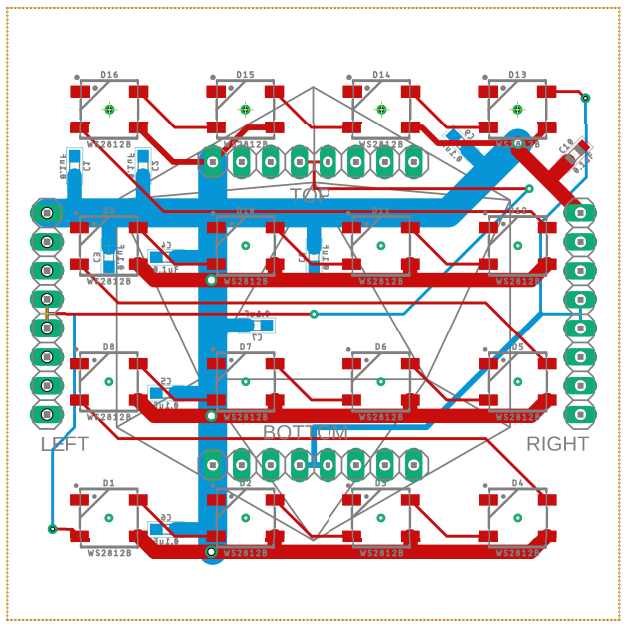 D16 D15 D14 D13
WS2812B WS2812B WS2812B WS2812B
0.1uF C1 0.1uF C2 C9 0.1uF C10 0.1uF
TOP
D9 D10 D11 D12
C3 0.1uF C4 0.1uF 0.1uF
WS2812B WS2812B WS2812B WS2812B
0.1uF
C7
D8 D7 D6 D5
C5
0.1uF
WS2812B WS2812B WS2812B WS2812B
LEFT BOTTOM RIGHT
D1 D2 D3 D4
C6
0.1uF
WS2812B WS2812B WS2812B WS2812B